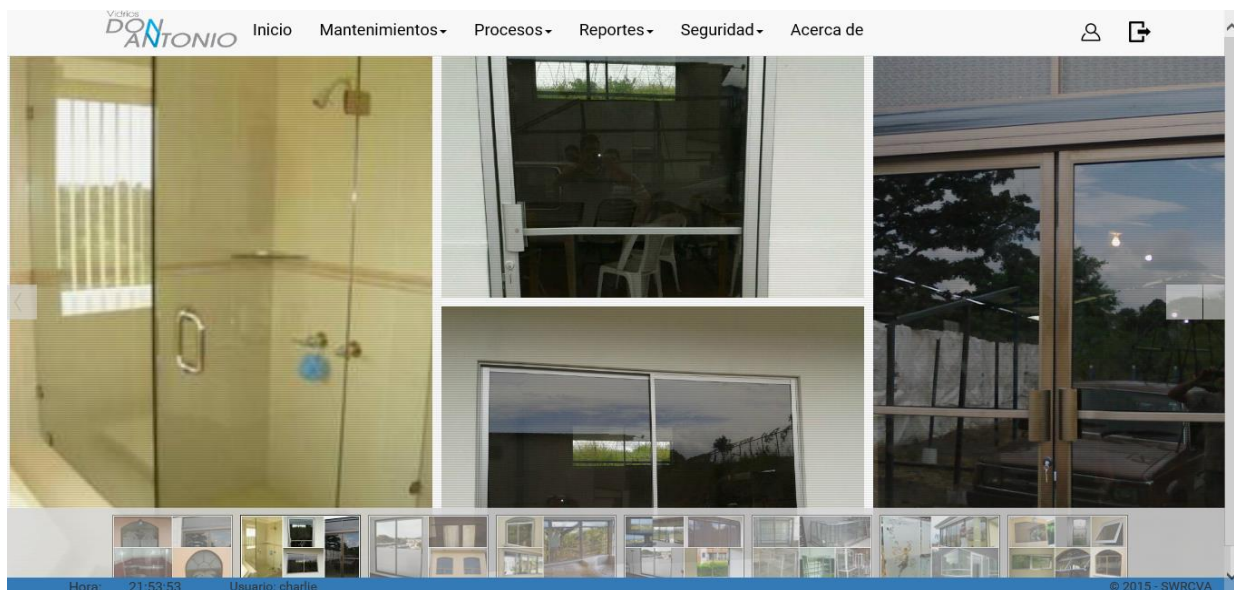 Vidrios
DON
ANTONIO
Inicio Mantenimientos Procesos Reportes Seguridad Acerca de
Hora: 21:53:53 Usuario: charlie © 2015 - SWRCVA